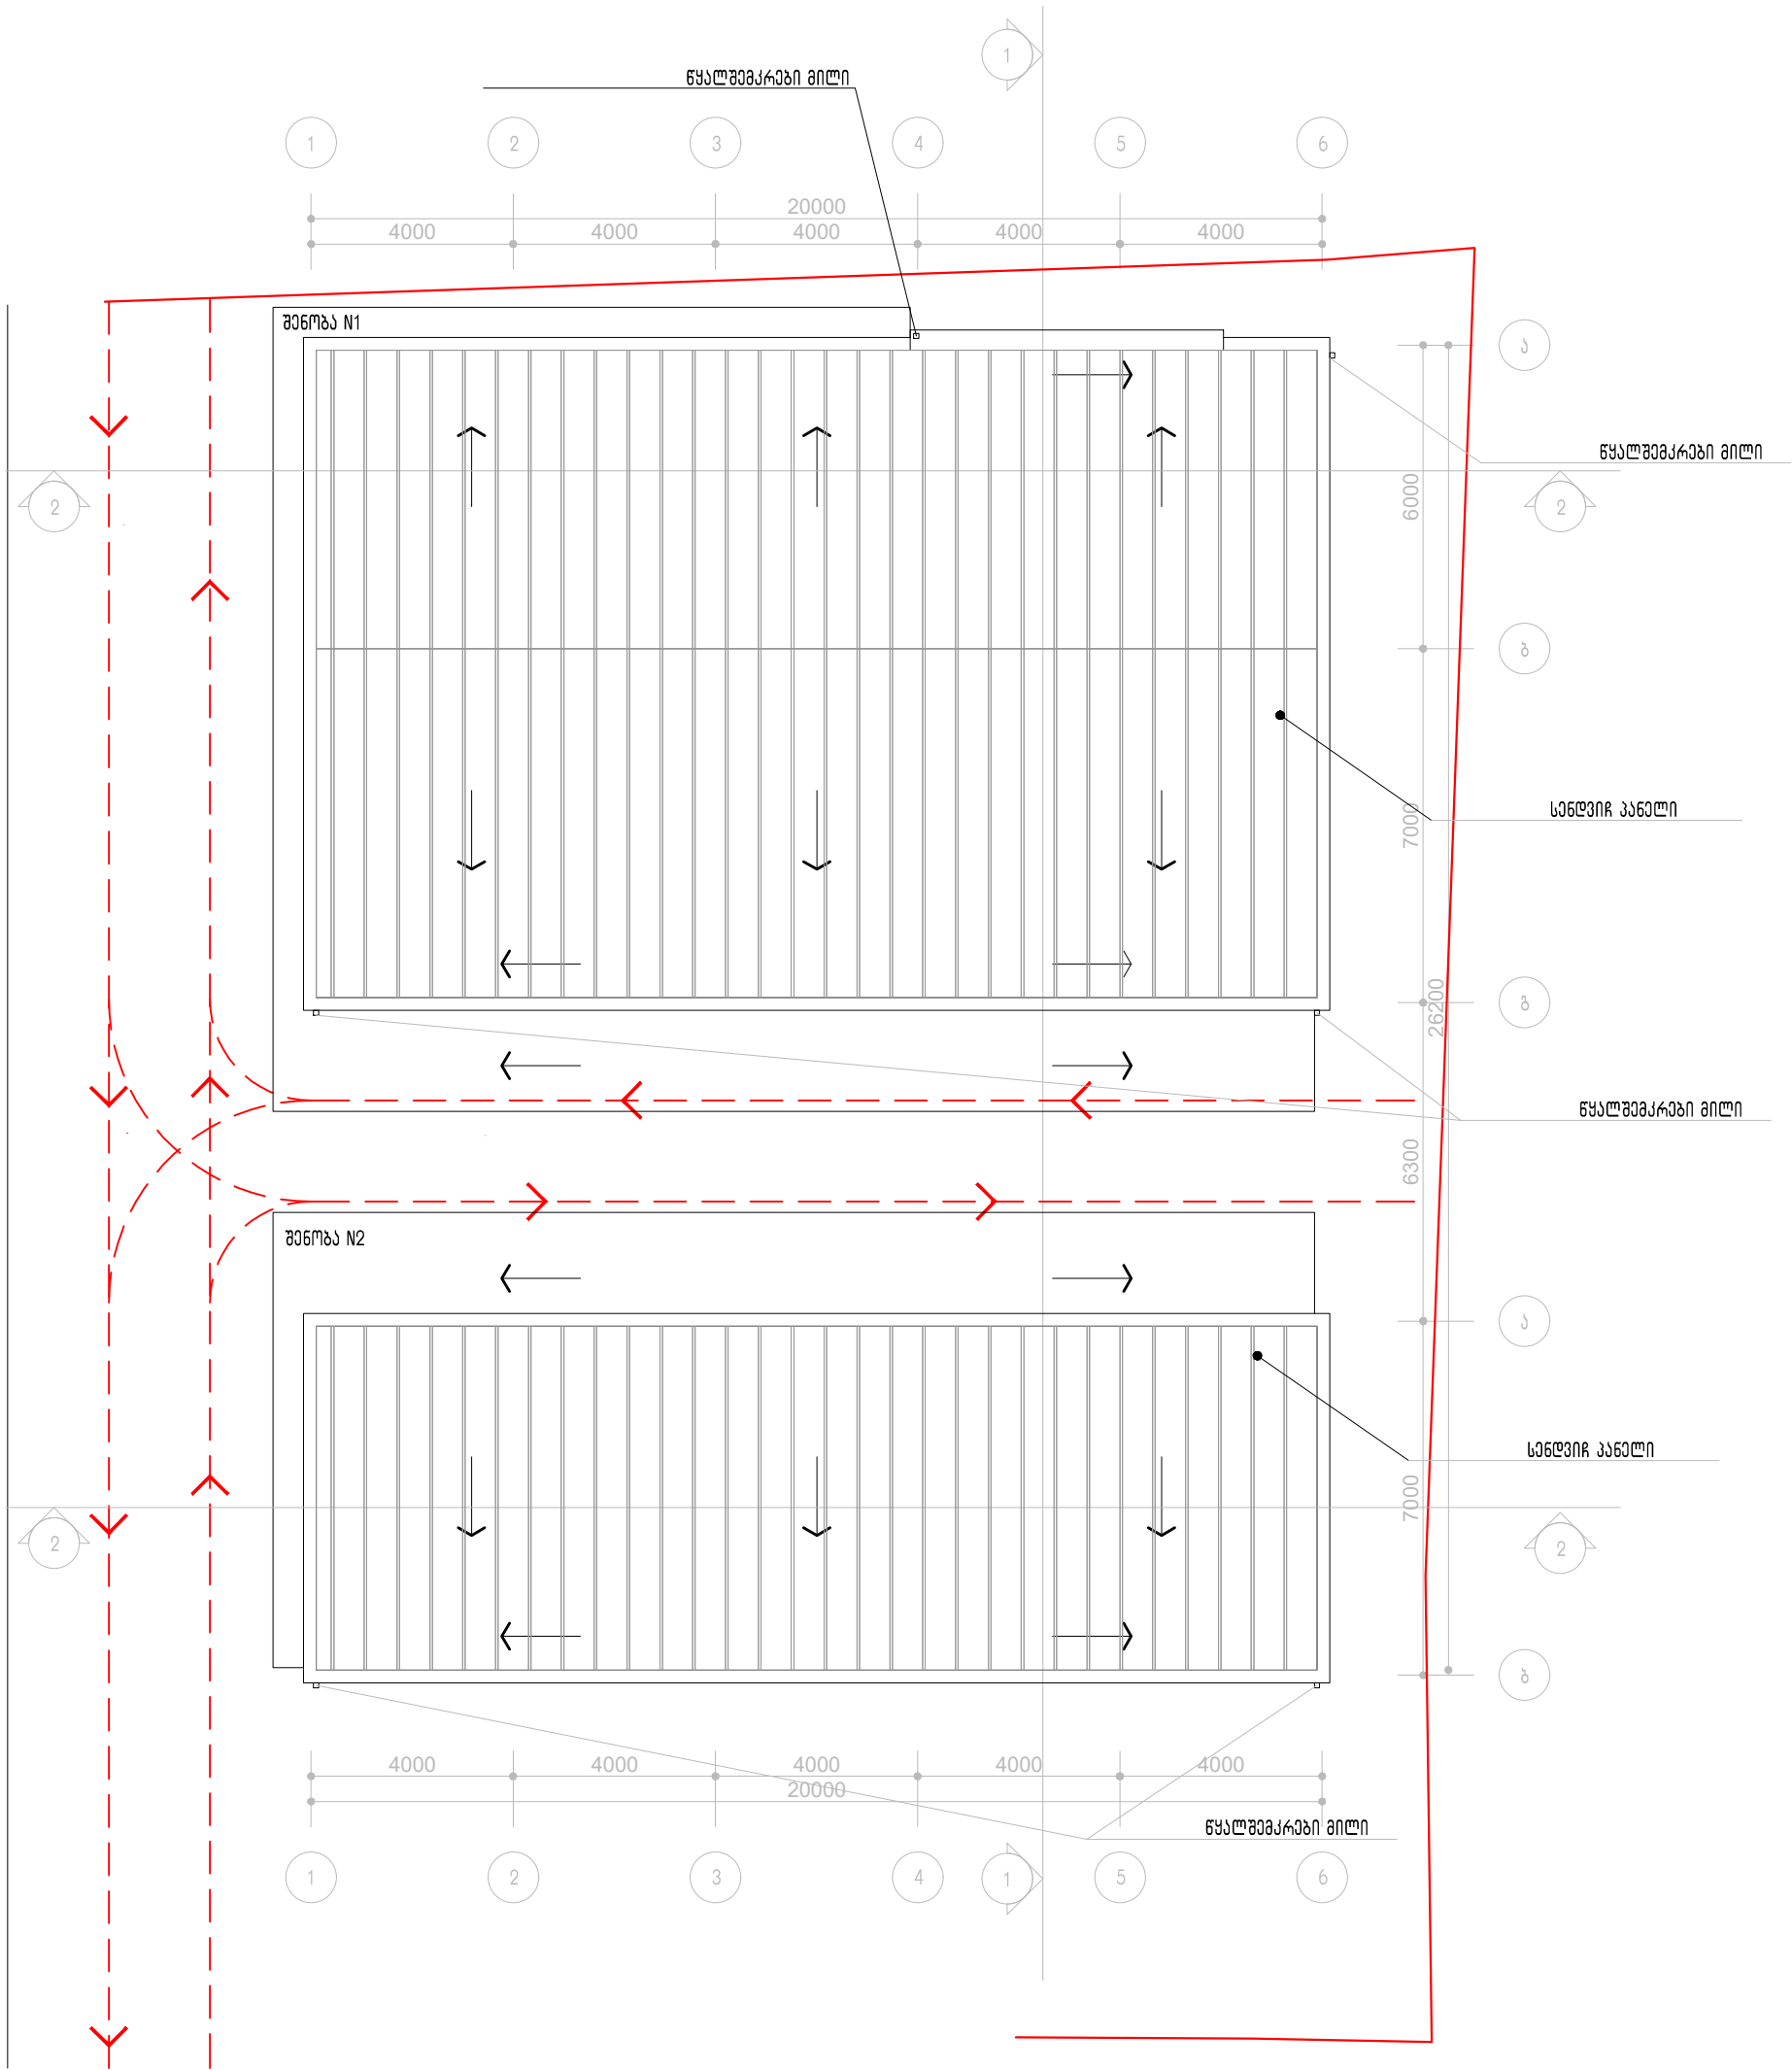 1
წყალშემკრები მილი
1 2 3 4 5 6
20000
4000 4000 4000 4000 4000
შენობა N1
ა
წყალშემკრები მილი
6000
2 2
ბ
სენდვიჩ პანელი
7000
გ
26200
წყალშემკრები მილი
6300
შენობა N2
ა
სენდვიჩ პანელი
7000
2 2
ბ
4000 4000 4000 4000 4000
20000
წყალშემკრები მილი
1 2 3 4 1 5 6